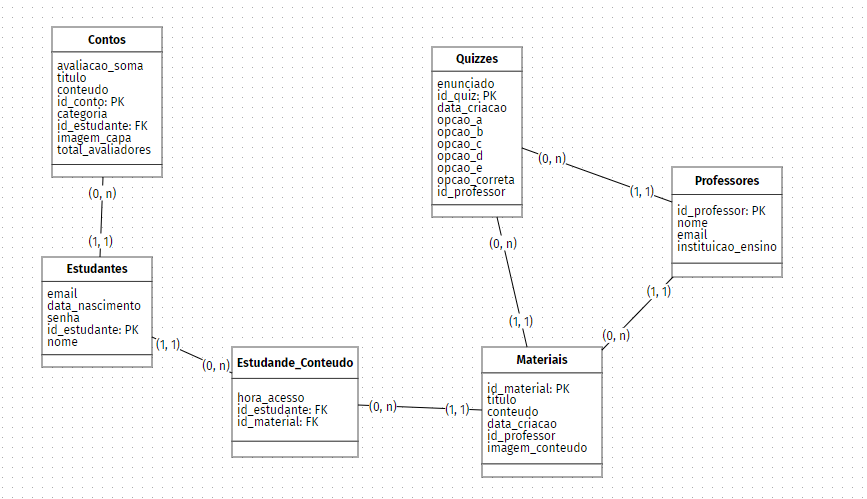 Contos
avaliacao_soma
titulo
conteudo
id_conto: PK
categoria
id_estudante: FK
imagem_capa
total_avaliadores
(0, n)
(1, 1)
Estudantes
email
data_nascimento
senha
id_estudante: PK
nome
(1, 1)
(0, n)
Estudande_Conteudo
hora_acesso
id_estudante: FK
id_material: FK
(0, n)
(1, 1)
Quizzes
enunciado
id_quiz: PK
data_criacao
opcao_a
opcao_b
opcao_c
opcao_d
opcao_e
opcao_correta
id_professor
(0, n)
(1, 1)
(0, n)
(1, 1)
Professores
id_professor: PK
nome
email
instituicao_ensino
(1, 1)
(0, n)
Materiais
id_material: PK
titulo
conteudo
data_criacao
id_professor
imagem_conteudo